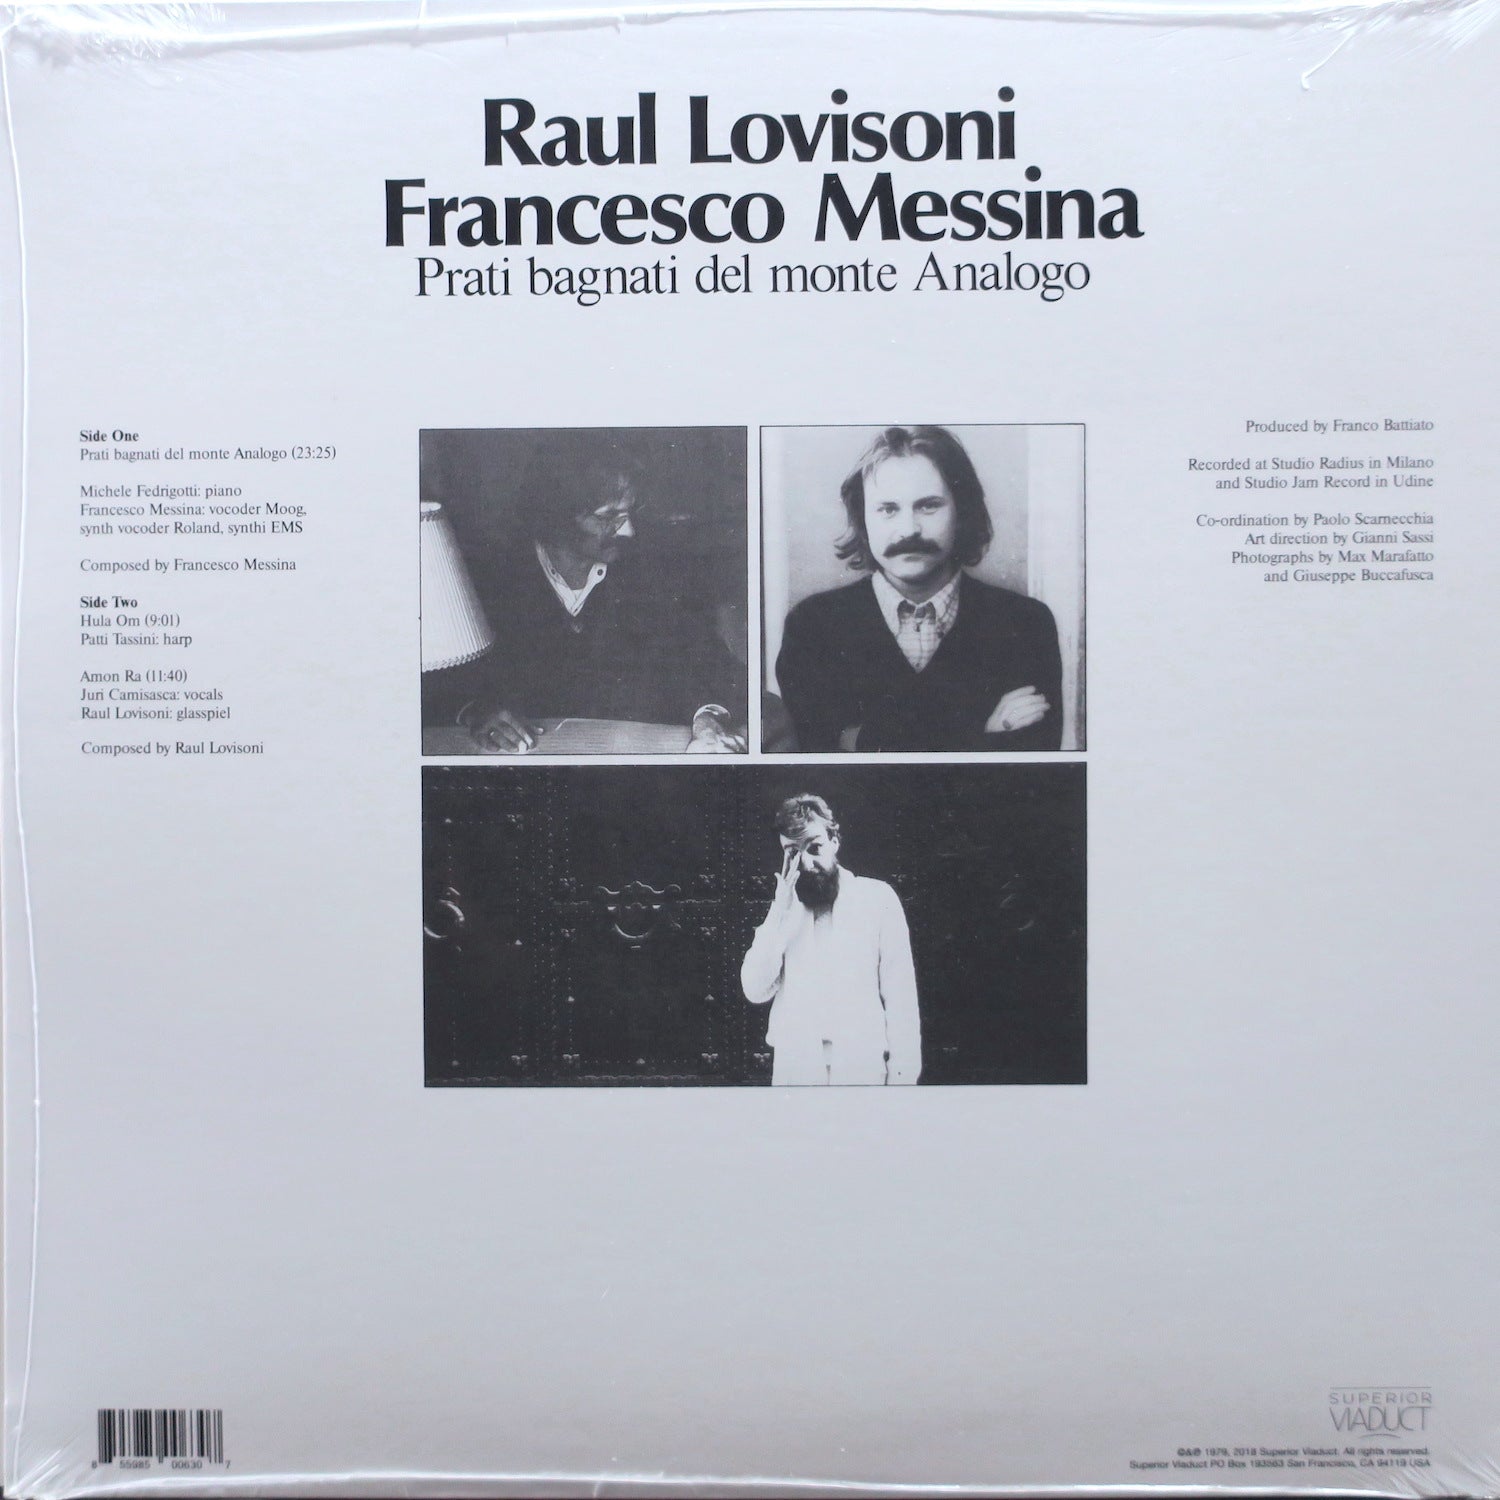 Raul Lovisoni
Francesco Messina
Prati bagnati del monte Analogo
Side One
Prati bagnati del monte Analogo (23:25)
Michele Fedrigotti: piano
Francesco Messina: vocoder Moog,
synth vocoder Roland, synthi EMS
Composed by Francesco Messina
Side Two
Hula Om (9:01)
Patti Tassini: harp
Amon Ra (11:40)
Juri Camisasca: vocals
Raul Lovisoni: glasspiel
Composed by Raul Lovisoni
Produced by Franco Battiato
Recorded at Studio Radius in Milano
and Studio Jam Record in Udine
Co-ordination by Paolo Scarnecchia
Art direction by Gianni Sassi
Photographs by Max Marafatto
and Giuseppe Buccafusca
SUPERIOR
VIADUCT
©&℗ 1979, 2018 Superior Viaduct. All rights reserved.
Superior Viaduct PO Box 193563 San Francisco, CA 94119 USA
8 55985 00630 7